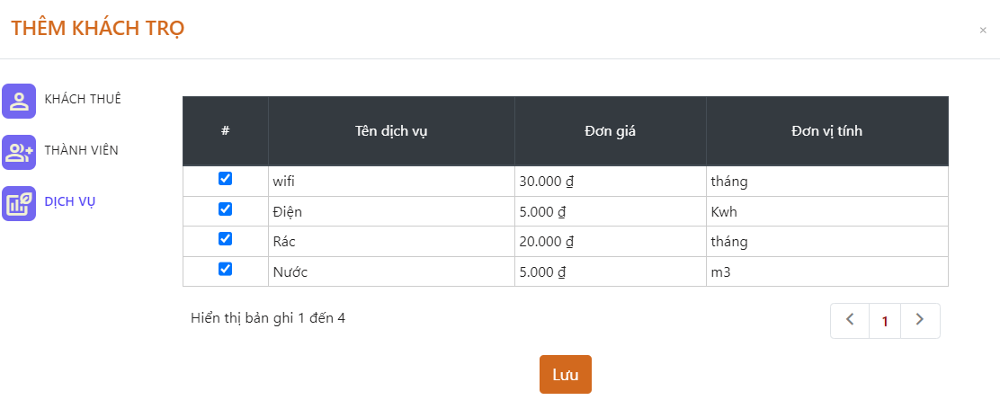 THÊM KHÁCH TRỌ
×
KHÁCH THUÊ
THÀNH VIÊN
DỊCH VỤ
# Tên dịch vụ Đơn giá Đơn vị tính
wifi 30.000 ₫ tháng
Điện 5.000 ₫ Kwh
Rác 20.000 ₫ tháng
Nước 5.000 ₫ m3
Hiển thị bản ghi 1 đến 4
1
Lưu